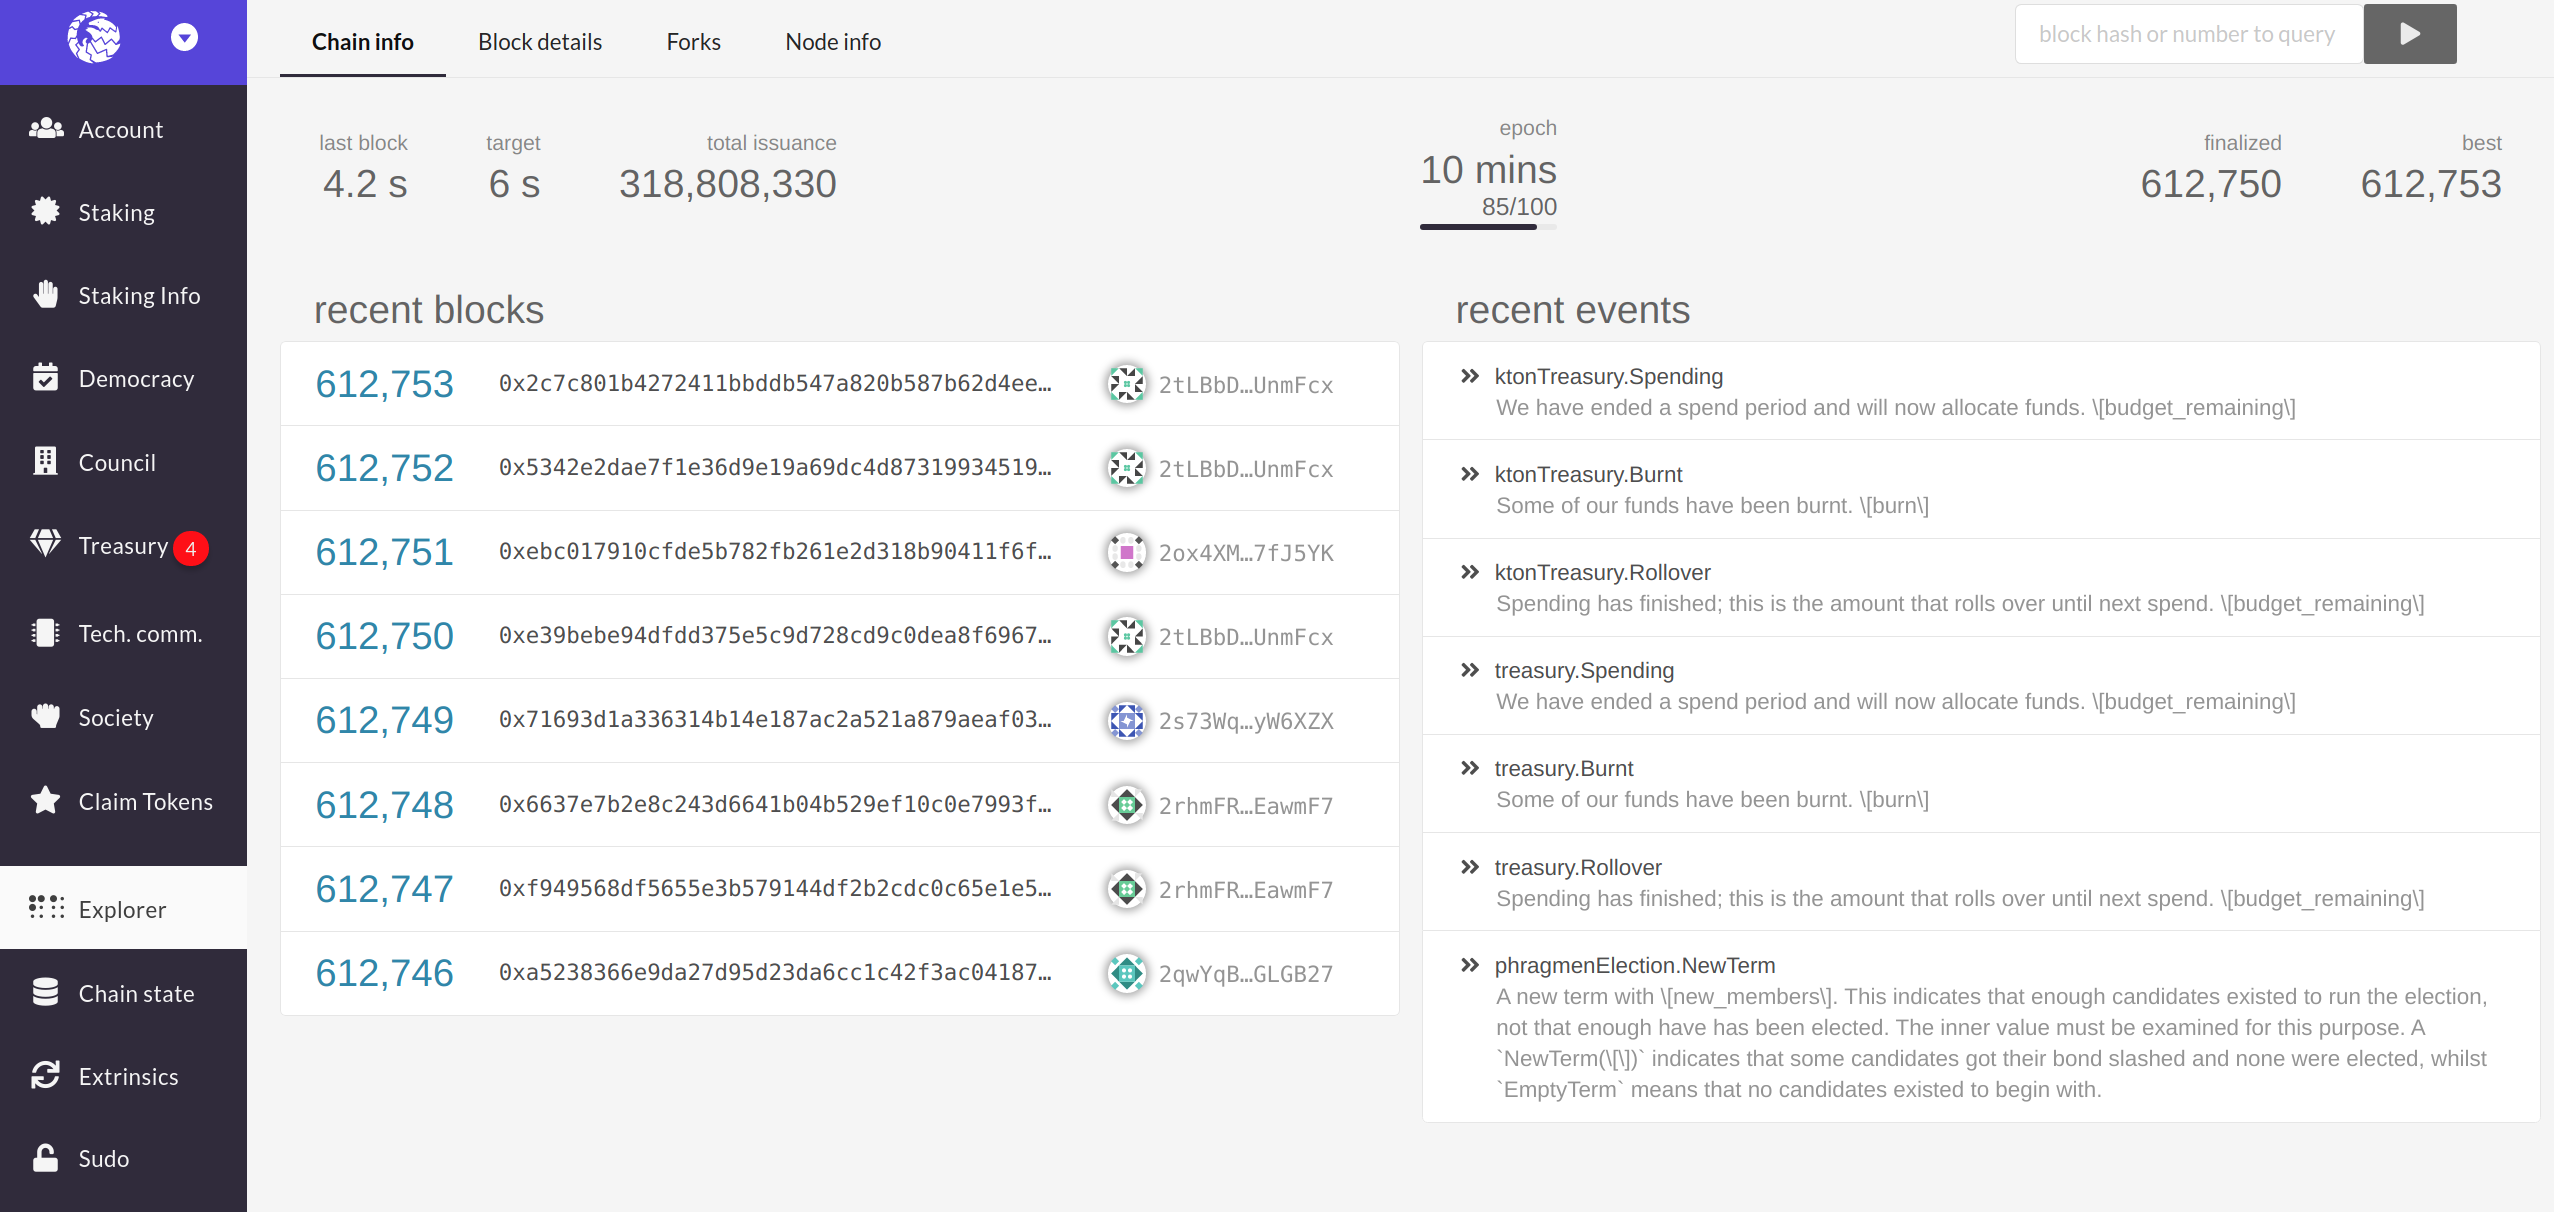 Chain info
Block details
Forks
Node info
block hash or number to query
Account
Staking
Staking Info
Democracy
Council
Treasury 4
Tech. comm.
Society
Claim Tokens
Explorer
Chain state
Extrinsics
Sudo
last block
4.2 s
target
6 s
total issuance
318,808,330
epoch
10 mins
85/100
finalized
612,750
best
612,753
recent blocks
612,753 0x2c7c801b4272411bbddb547a820b587b62d4ee… 2tLBbD…UnmFcx
612,752 0x5342e2dae7f1e36d9e19a69dc4d87319934519… 2tLBbD…UnmFcx
612,751 0xebc017910cfde5b782fb261e2d318b90411f6f… 2ox4XM…7fJ5YK
612,750 0xe39bebe94dfdd375e5c9d728cd9c0dea8f6967… 2tLBbD…UnmFcx
612,749 0x71693d1a336314b14e187ac2a521a879aeaf03… 2s73Wq…yW6XZX
612,748 0x6637e7b2e8c243d6641b04b529ef10c0e7993f… 2rhmFR…EawmF7
612,747 0xf949568df5655e3b579144df2b2cdc0c65e1e5… 2rhmFR…EawmF7
612,746 0xa5238366e9da27d95d23da6cc1c42f3ac04187… 2qwYqB…GLGB27
recent events
ktonTreasury.Spending
We have ended a spend period and will now allocate funds. \[budget_remaining\]
ktonTreasury.Burnt
Some of our funds have been burnt. \[burn\]
ktonTreasury.Rollover
Spending has finished; this is the amount that rolls over until next spend. \[budget_remaining\]
treasury.Spending
We have ended a spend period and will now allocate funds. \[budget_remaining\]
treasury.Burnt
Some of our funds have been burnt. \[burn\]
treasury.Rollover
Spending has finished; this is the amount that rolls over until next spend. \[budget_remaining\]
phragmenElection.NewTerm
A new term with \[new_members\]. This indicates that enough candidates existed to run the election,
not that enough have has been elected. The inner value must be examined for this purpose. A
`NewTerm(\[\])` indicates that some candidates got their bond slashed and none were elected, whilst
`EmptyTerm` means that no candidates existed to begin with.